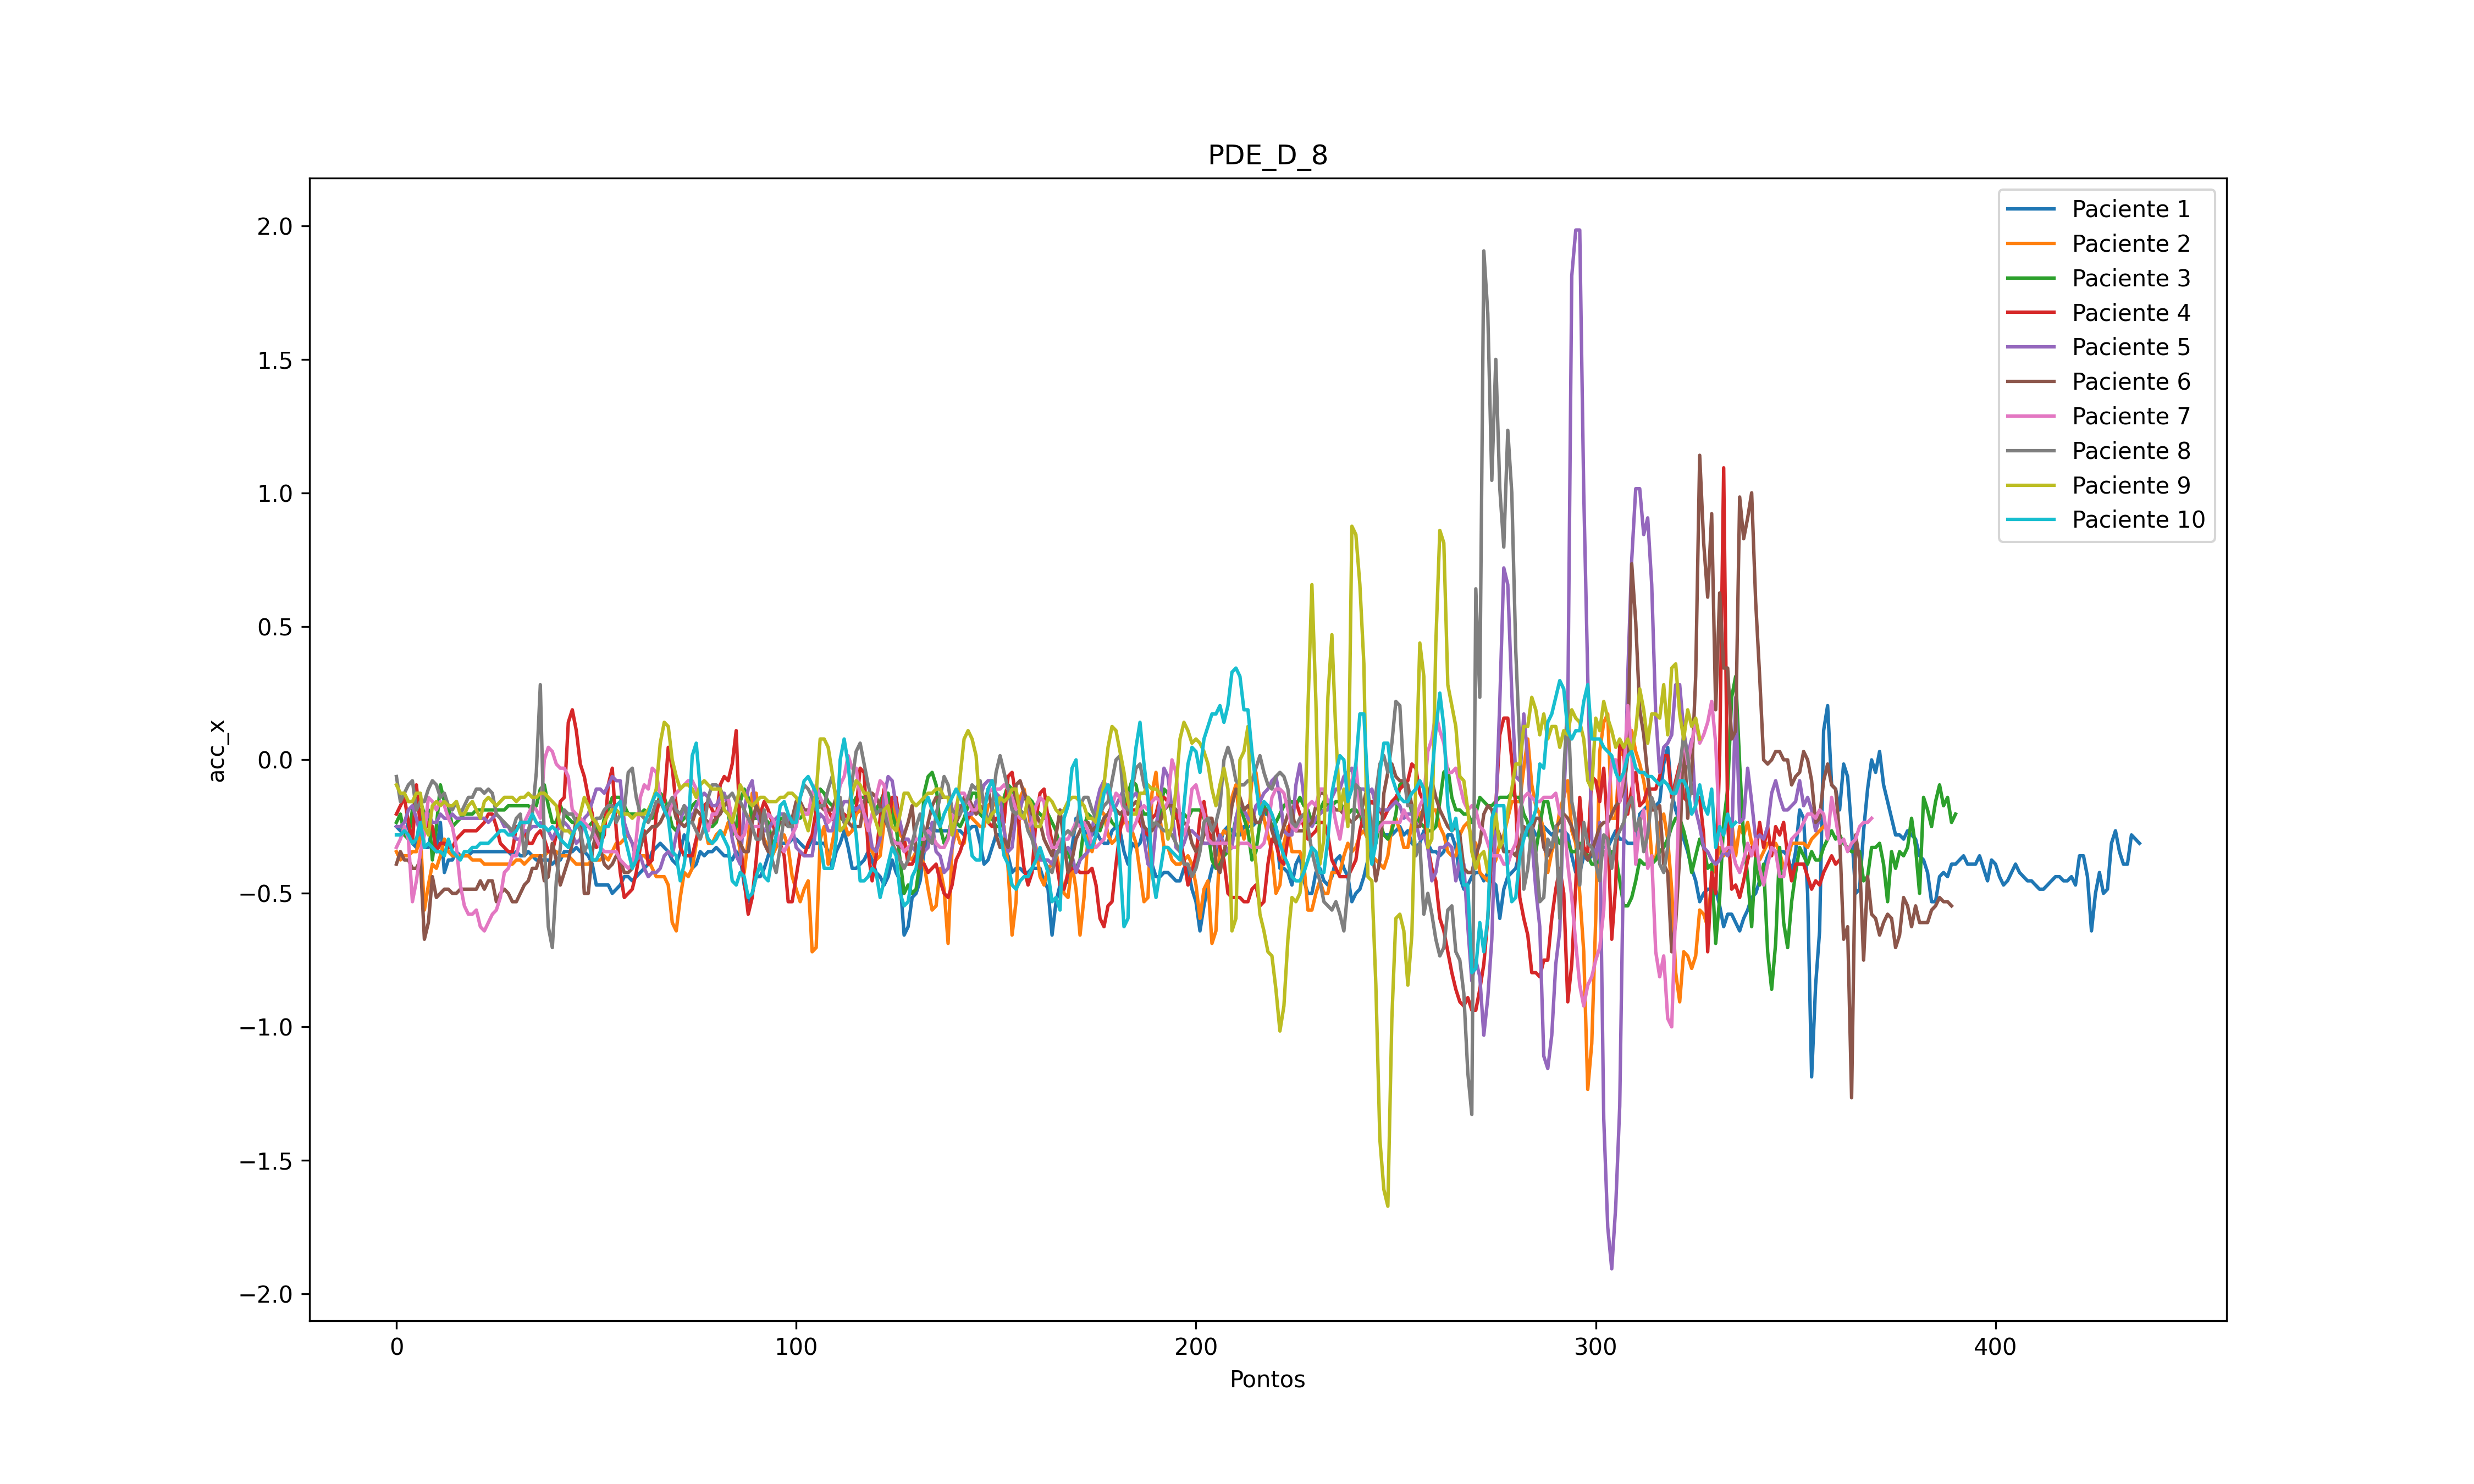 PDE_D_8
2.0
1.5
1.0
0.5
0.0
−0.5
−1.0
−1.5
−2.0
acc_x
0 100 200 300 400
Pontos
Paciente 1
Paciente 2
Paciente 3
Paciente 4
Paciente 5
Paciente 6
Paciente 7
Paciente 8
Paciente 9
Paciente 10